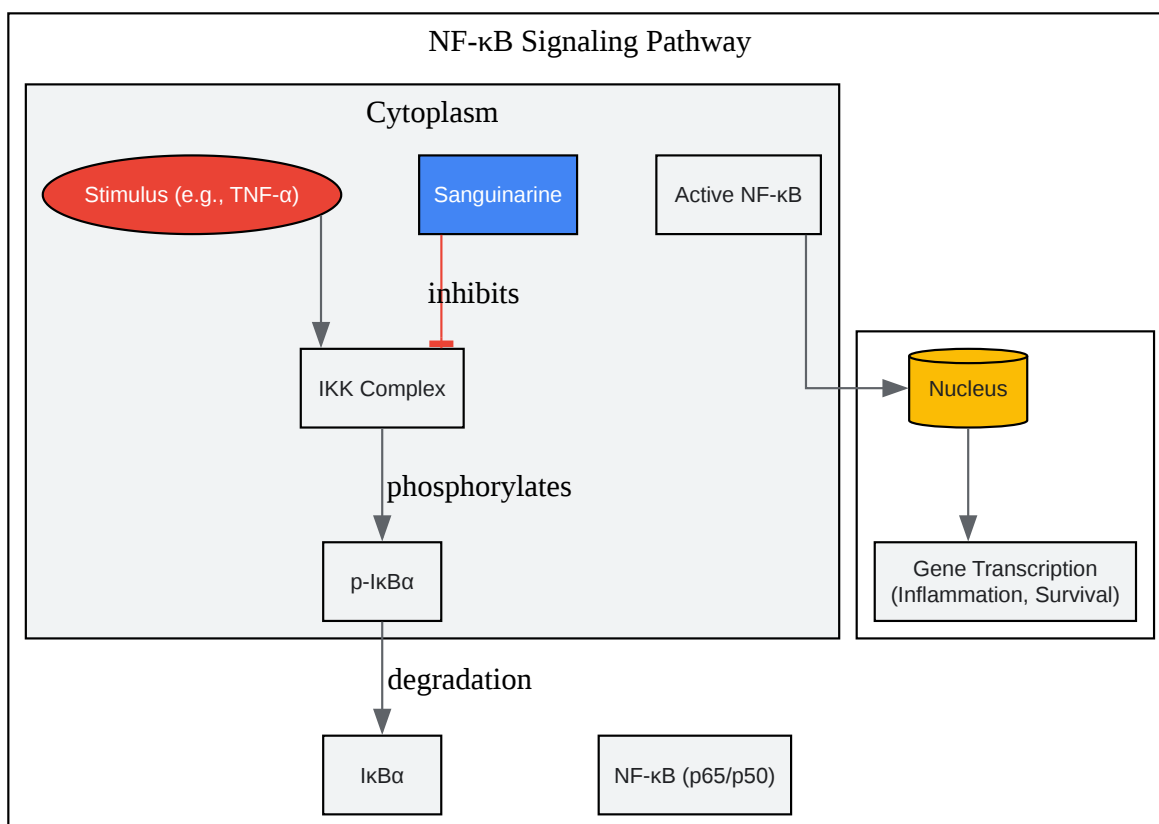 NF-κB Signaling Pathway
Cytoplasm
Stimulus (e.g., TNF-α)
Sanguinarine
Active NF-κB
inhibits
IKK Complex
Nucleus
phosphorylates
p-IκBα
Gene Transcription
(Inflammation, Survival)
degradation
IκBα
NF-κB (p65/p50)